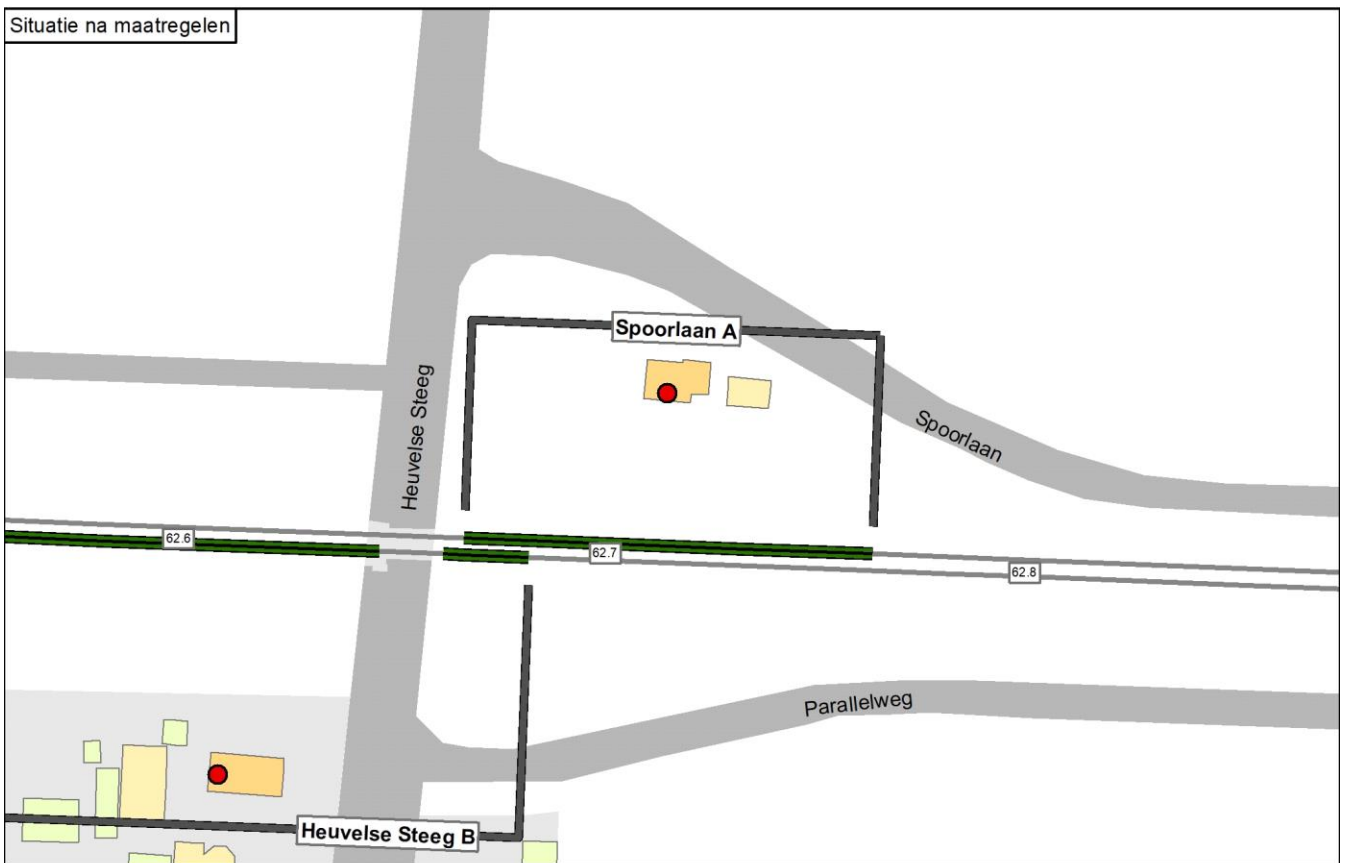 Situatie na maatregelen
Spoorlaan A
Heuvelse Steeg
Spoorlaan
62.6
62.7
62.8
Parallelweg
Heuvelse Steeg B